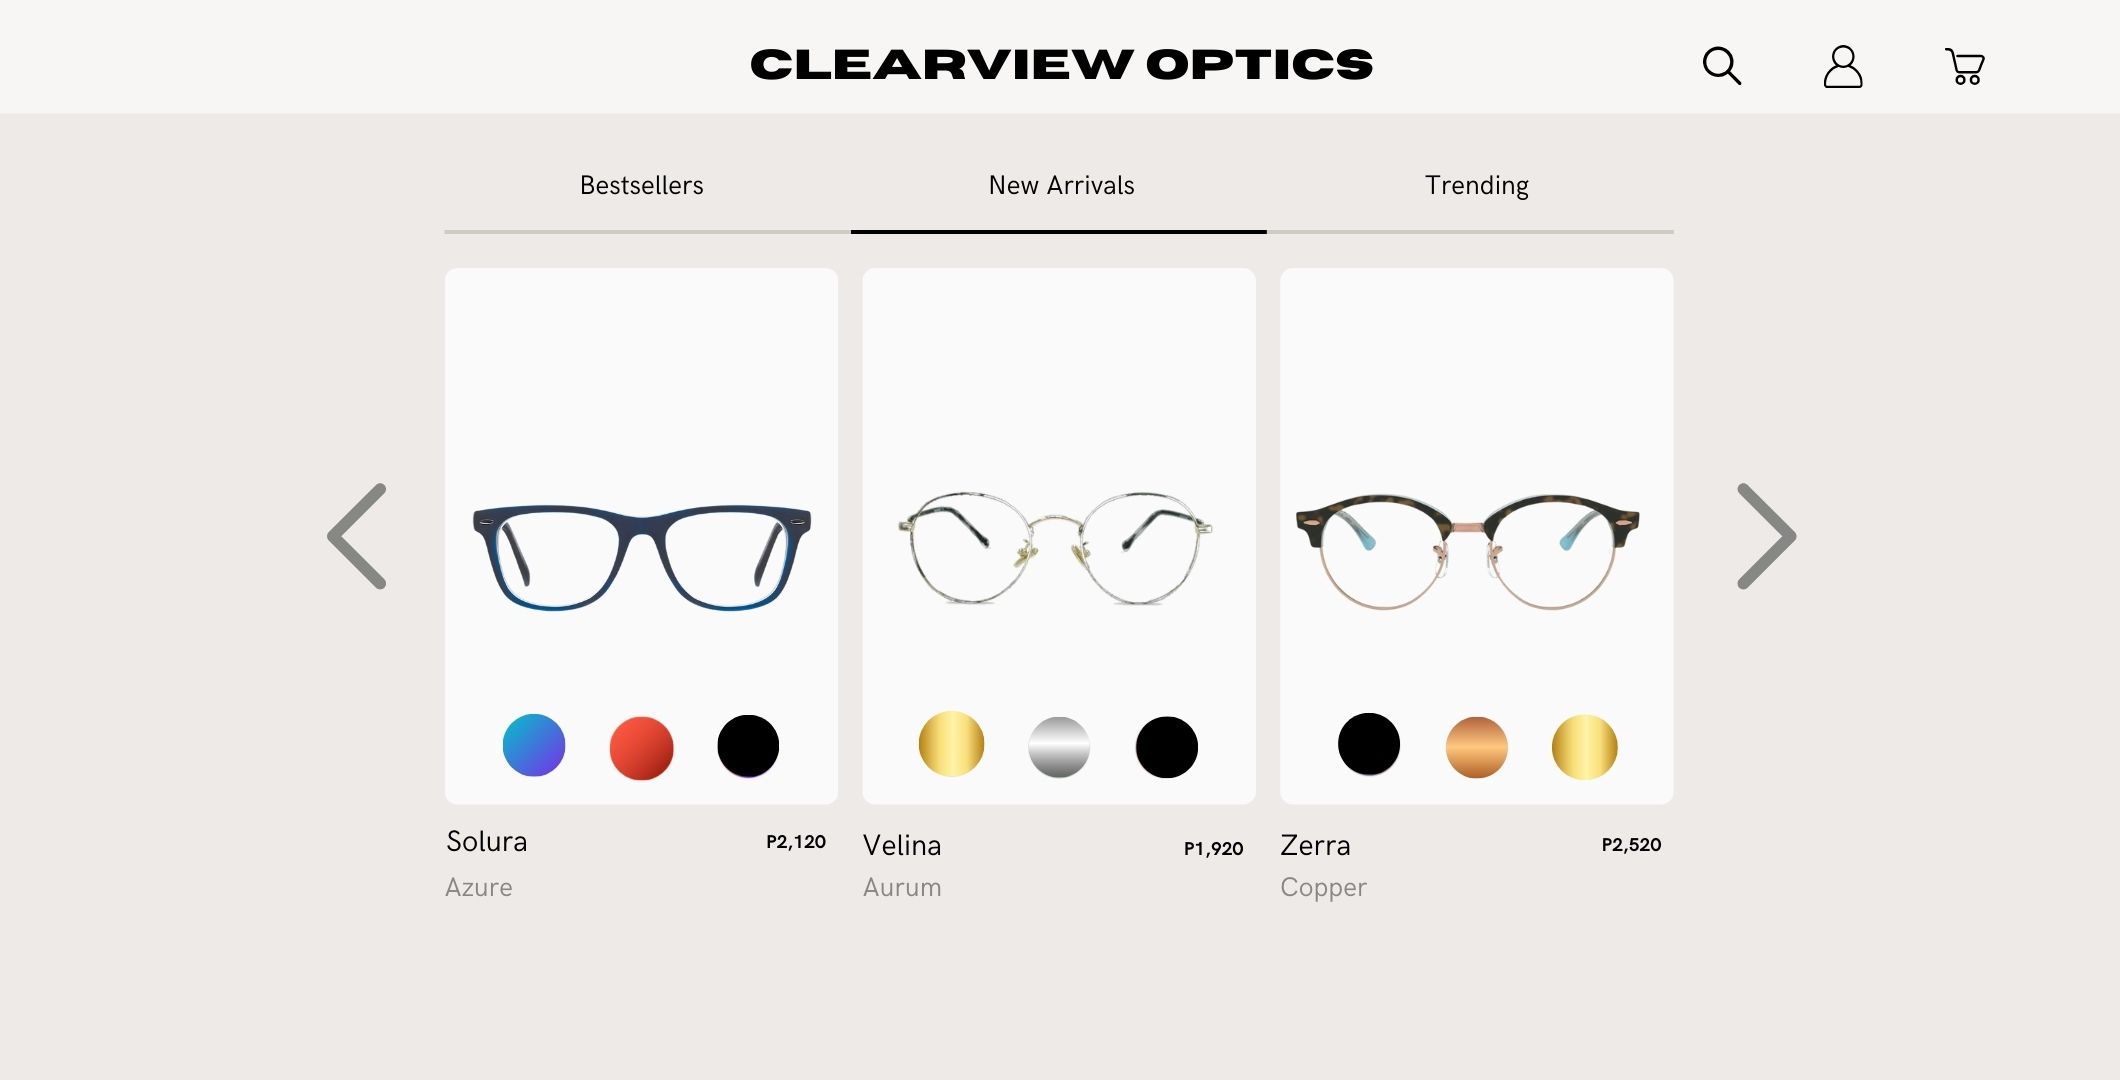 CLEARVIEW OPTICS
Bestsellers
New Arrivals
Trending
Solura
P2,120
Azure
Velina
P1,920
Aurum
Zerra
P2,520
Copper